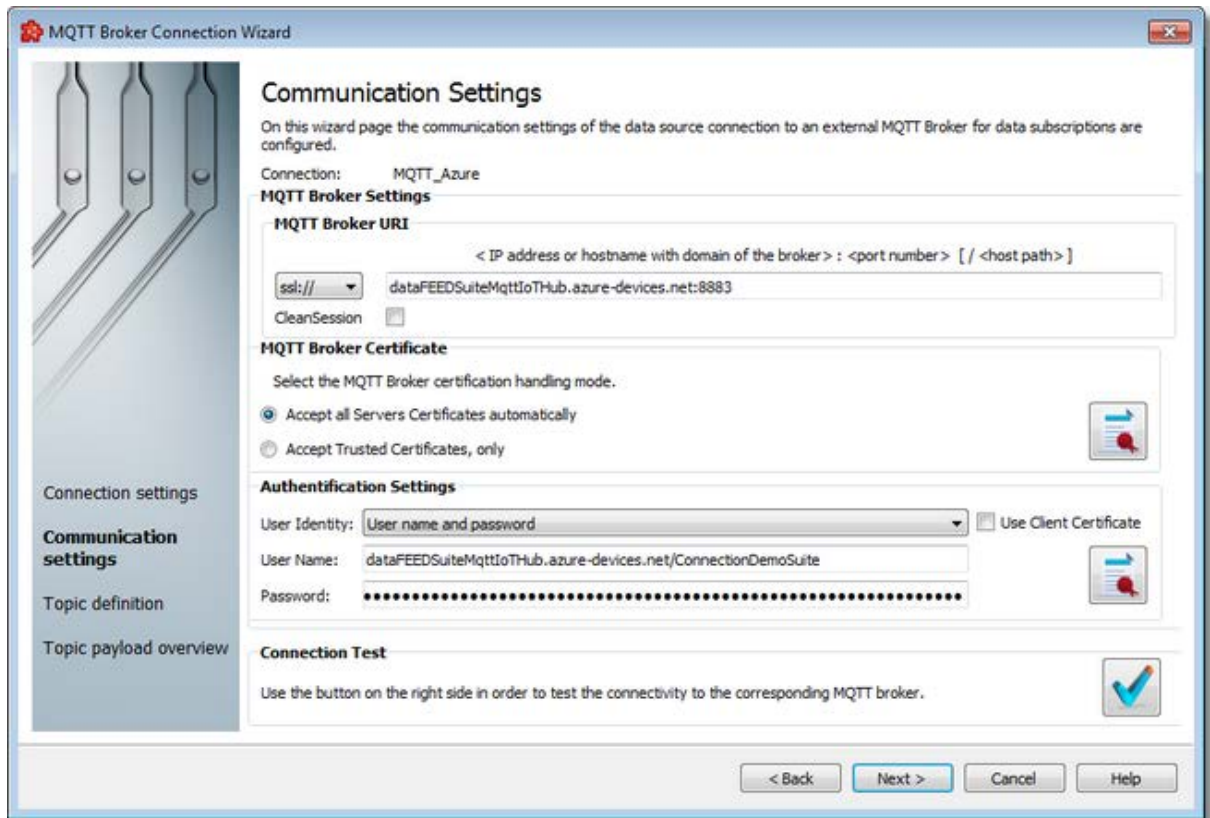 MQTT Broker Connection Wizard
Communication Settings
On this wizard page the communication settings of the data source connection to an external MQTT Broker for data subscriptions are
configured.
Connection: MQTT_Azure
MQTT Broker Settings
MQTT Broker URI
< IP address or hostname with domain of the broker> : <port number> [ / <host path> ]
ssl:// dataFEEDSuiteMqttIoTHub.azure-devices.net:8883
CleanSession
MQTT Broker Certificate
Select the MQTT Broker certification handling mode.
Accept all Servers Certificates automatically
Accept Trusted Certificates, only
Connection settings
Communication
settings
Topic definition
Topic payload overview
Authentification Settings
User Identity: User name and password Use Client Certificate
User Name: dataFEEDSuiteMqttIoTHub.azure-devices.net/ConnectionDemoSuite
Password:
Connection Test
Use the button on the right side in order to test the connectivity to the corresponding MQTT broker.
< Back Next > Cancel Help